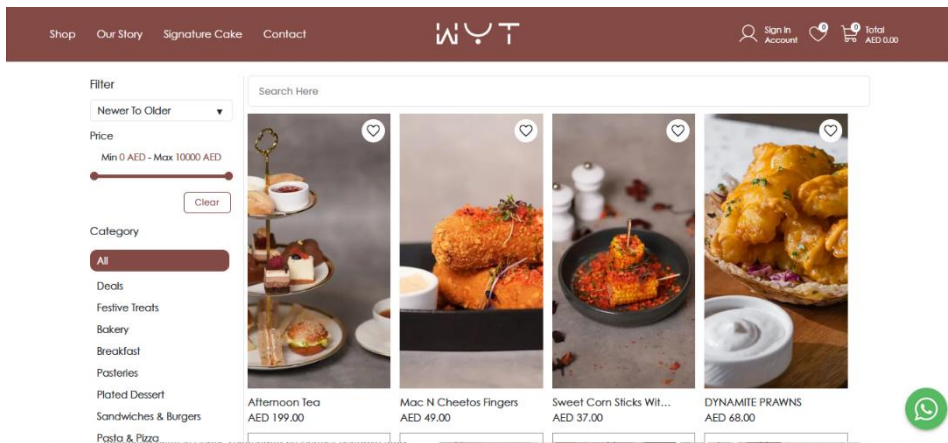 Shop Our Story Signature Cake Contact
WYT
Sign In
Account
0
0
Total
AED 0.00
Filter
Newer To Older
Price
Min 0 AED - Max 10000 AED
Clear
Category
All
Deals
Festive Treats
Bakery
Breakfast
Pasteries
Plated Dessert
Sandwiches & Burgers
Pasta & Pizza
Search Here
Afternoon Tea
AED 199.00
Mac N Cheetos Fingers
AED 49.00
Sweet Corn Sticks Wit...
AED 37.00
DYNAMITE PRAWNS
AED 68.00